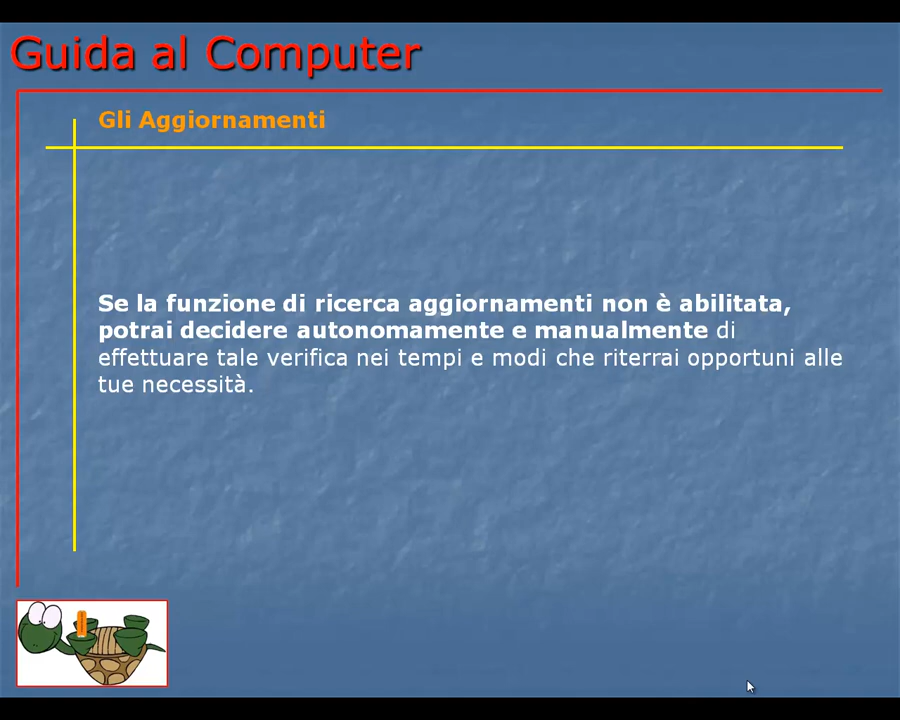 Guida al Computer
Gli Aggiornamenti
Se la funzione di ricerca aggiornamenti non è abilitata,
potrai decidere autonomamente e manualmente di
effettuare tale verifica nei tempi e modi che riterrai opportuni alle
tue necessità.